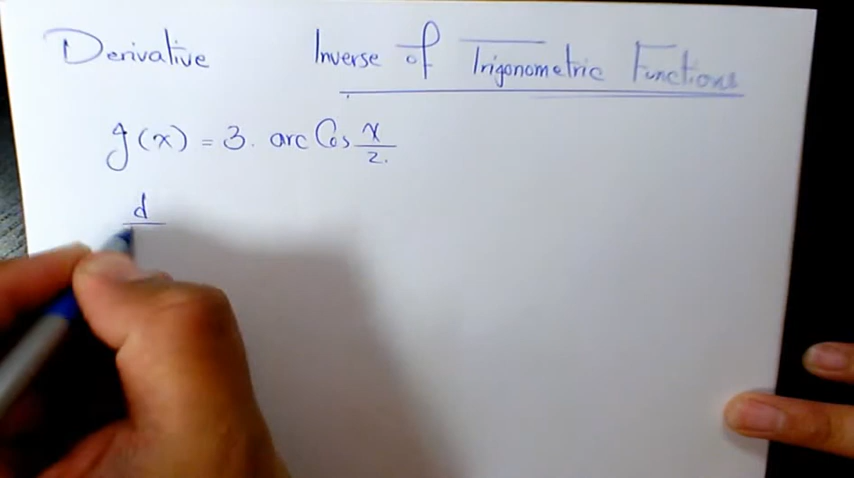 Derivative Inverse of Trigonometric Functions
g(x) = 3. arc Cos x/2.
d